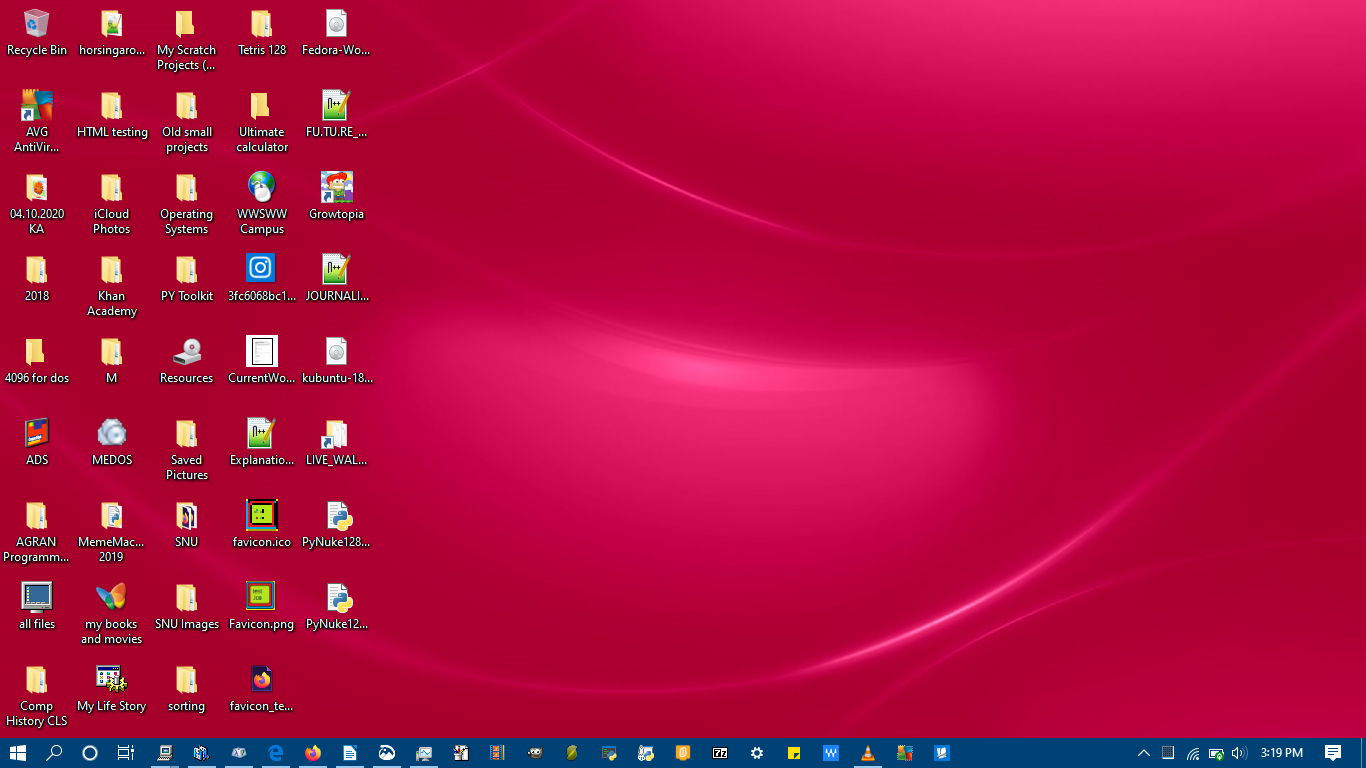 Recycle Bin
horsingaro...
My Scratch
Projects (...
Tetris 128
Fedora-Wo...
AVG
AntiVir...
HTML testing
Old small
projects
Ultimate
calculator
FU.TU.RE_...
04.10.2020
KA
iCloud
Photos
Operating
Systems
WWSWW
Campus
Growtopia
2018
Khan
Academy
PY Toolkit
3fc6068bc1...
JOURNALI...
4096 for dos
M
Resources
CurrentWo...
kubuntu-18...
ADS
MEDOS
Saved
Pictures
Explanatio...
LIVE_WAL...
AGRAN
Programm...
MemeMac...
2019
SNU
favicon.ico
PyNuke128...
all files
my books
and movies
SNU Images
Favicon.png
PyNuke12...
Comp
History CLS
My Life Story
sorting
favicon_te...
3:19 PM